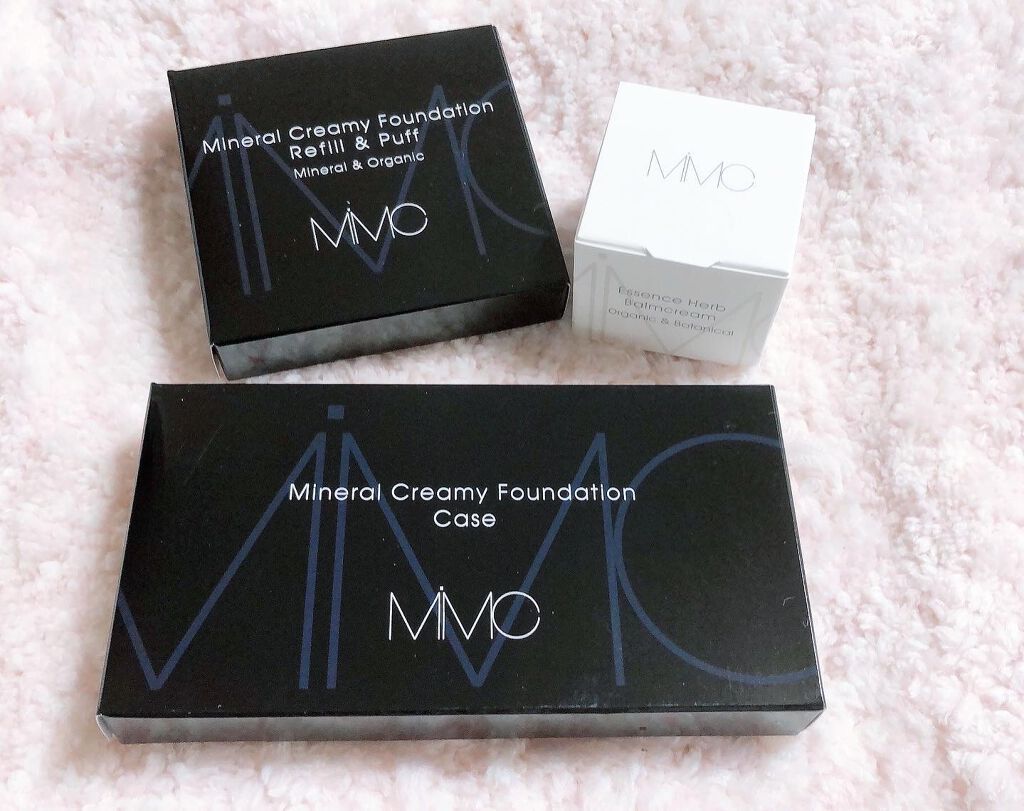 Mineral Creamy Foundation
Refill & Puff
Mineral & Organic
MiMC
MiMC
Essence Herb
Balmcream
Organic & Botanical
Mineral Creamy Foundation
Case
MiMC